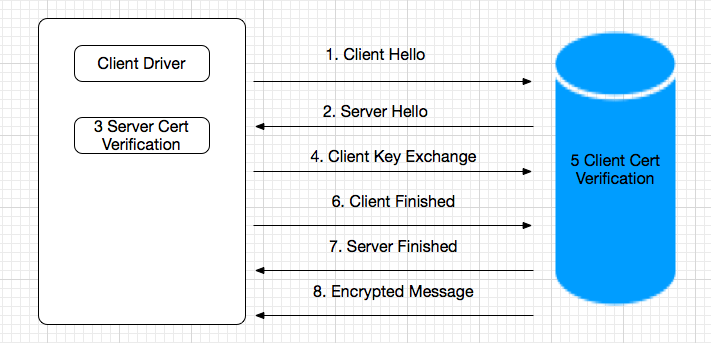 Client Driver
3 Server Cert
Verification
1. Client Hello
2. Server Hello
4. Client Key Exchange
6. Client Finished
7. Server Finished
8. Encrypted Message
5 Client Cert
Verification